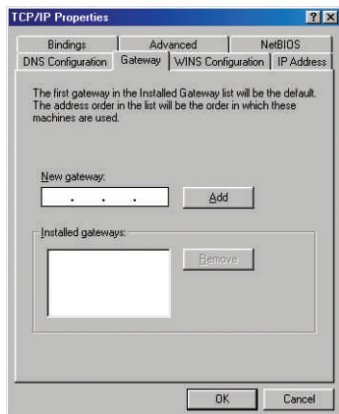 TCP/IP Properties
? X
Bindings Advanced NetBIOS
DNS Configuration Gateway WINS Configuration IP Address
The first gateway in the Installed Gateway list will be the default.
The address order in the list will be the order in which these
machines are used.
New gateway:
. . .
Add
Installed gateways:
Remove
OK Cancel